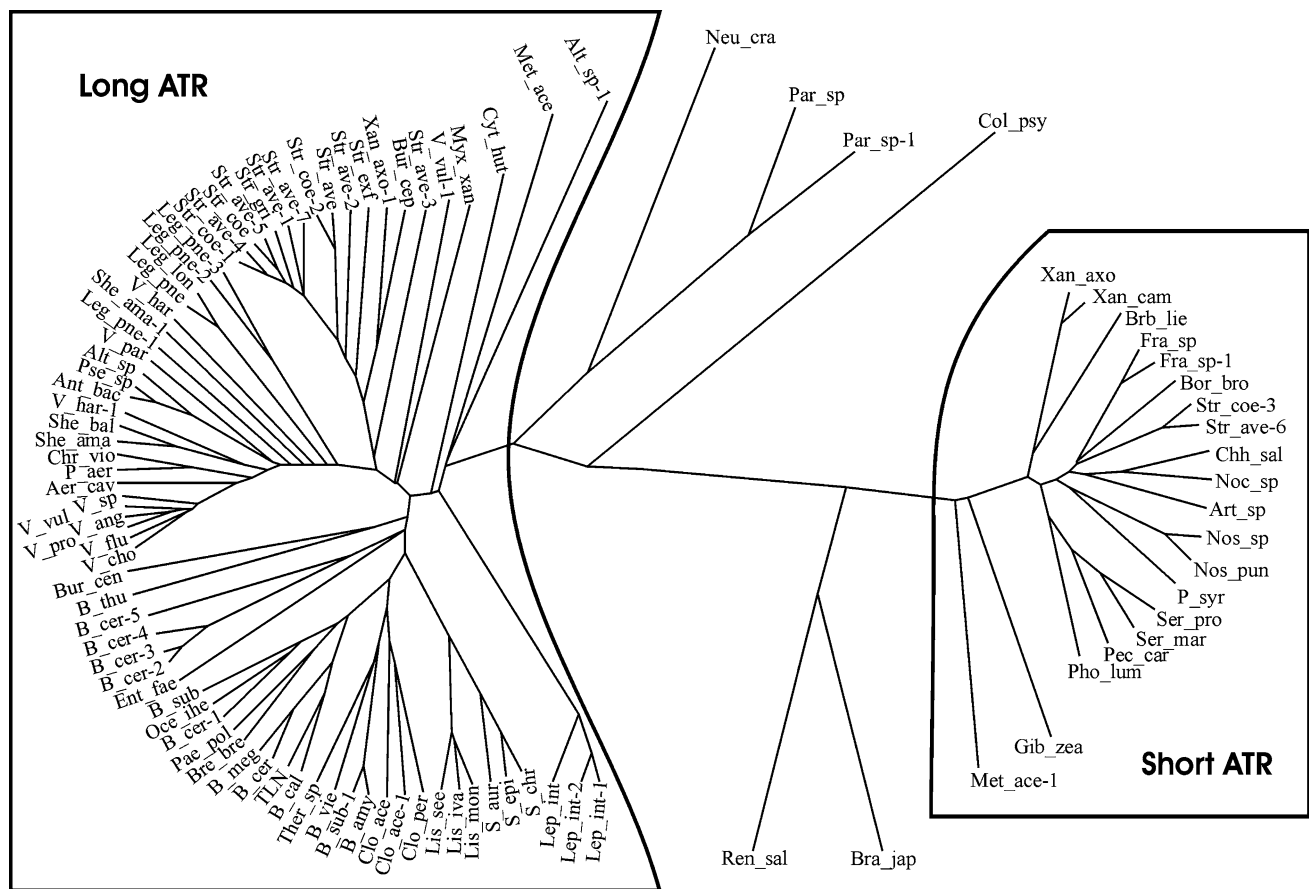 Long ATR
Alt_sp-1
Met_ace
Cyt_hut
Myx_xan
V_vul-1
Str_ave-3
Bur_cep
Xan_axo-1
Str_exf
Str_ave-2
Str_ave
Str_coe-2
Str_ave-7
Str_ave-1
Str_gri
Str_ave-5
Str_coe
Str_ave-4
Str_coe-1
Leg_pne-3
Leg_pne-2
Leg_lon
Leg_pne
V_har
She_ama-1
Leg_pne-1
V_par
Alt_sp
Pse_sp
Ant_bac
V_har-1
She_bal
She_ama
Chr_vio
P_aer
Aer_cav
V_sp
V_vul
V_ang
V_pro
V_flu
V_cho
Bur_cen
B_thu
B_cer-5
B_cer-4
B_cer-3
B_cer-2
Ent_fae
B_sub
Oce_ihe
B_cer-1
Pae_pol
Bre_bre
B_meg
B_cer
TLN
B_cal
Ther_sp
B_vie
B_sub-1
B_amy
Clo_ace
Clo_ace-1
Clo_per
Lis_see
Lis_iva
Lis_mon
S_aur
S_epi
S_chr
Lep_int
Lep_int-2
Lep_int-1
Neu_cra
Par_sp
Par_sp-1
Col_psy
Ren_sal
Bra_jap
Xan_axo
Xan_cam
Brb_lie
Fra_sp
Fra_sp-1
Bor_bro
Str_coe-3
Str_ave-6
Chh_sal
Noc_sp
Art_sp
Nos_sp
Nos_pun
P_syr
Ser_pro
Ser_mar
Pec_car
Pho_lum
Gib_zea
Met_ace-1
Short ATR